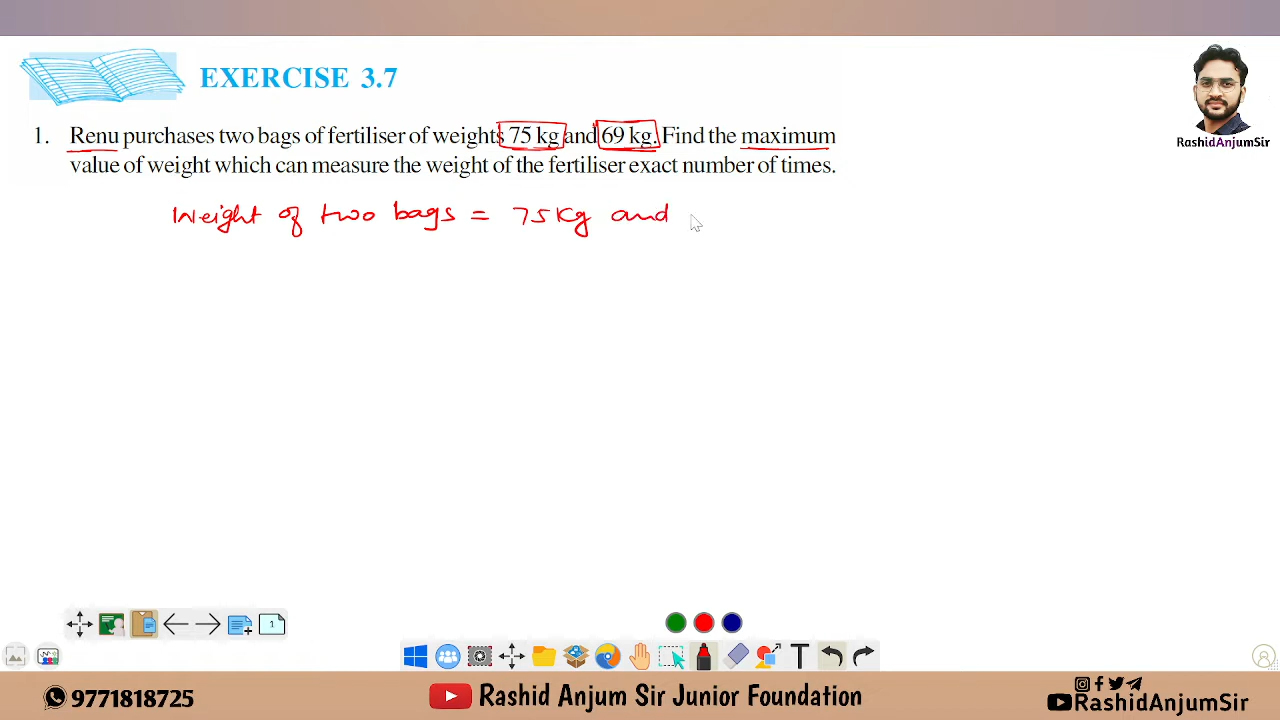 EXERCISE 3.7
RashidAnjumSir
1. Renu purchases two bags of fertiliser of weights 75 kg and 69 kg. Find the maximum
value of weight which can measure the weight of the fertiliser exact number of times.
Weight of two bags = 75 Kg and
1
T
9771818725
Rashid Anjum Sir Junior Foundation
RashidAnjumSir